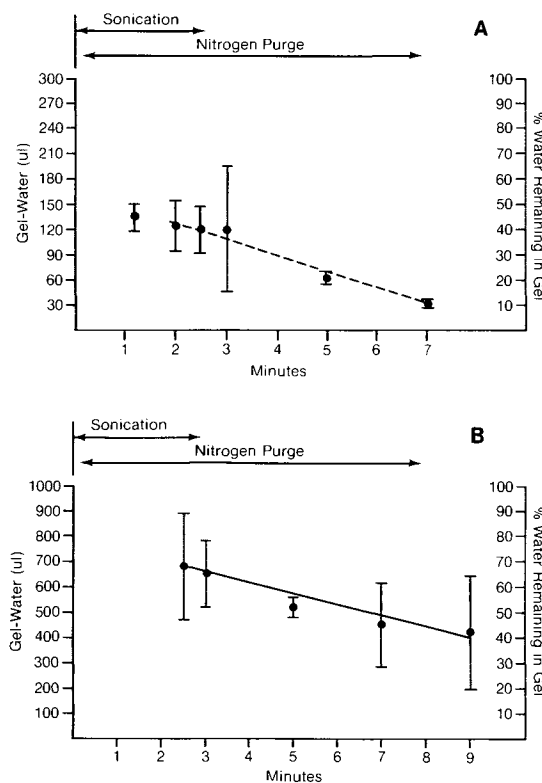 Sonication
A
Nitrogen Purge
300
270
240
210
180
150
120
90
60
30
Gel-Water (ul)
100
90
80
70
60
50
40
30
20
10
% Water Remaining in Gel
1 2 3 4 5 6 7
Minutes
Sonication
B
Nitrogen Purge
1000
900
800
700
600
500
400
300
200
100
Gel-Water (ul)
100
90
80
70
60
50
40
30
20
10
% Water Remaining in Gel
1 2 3 4 5 6 7 8 9
Minutes